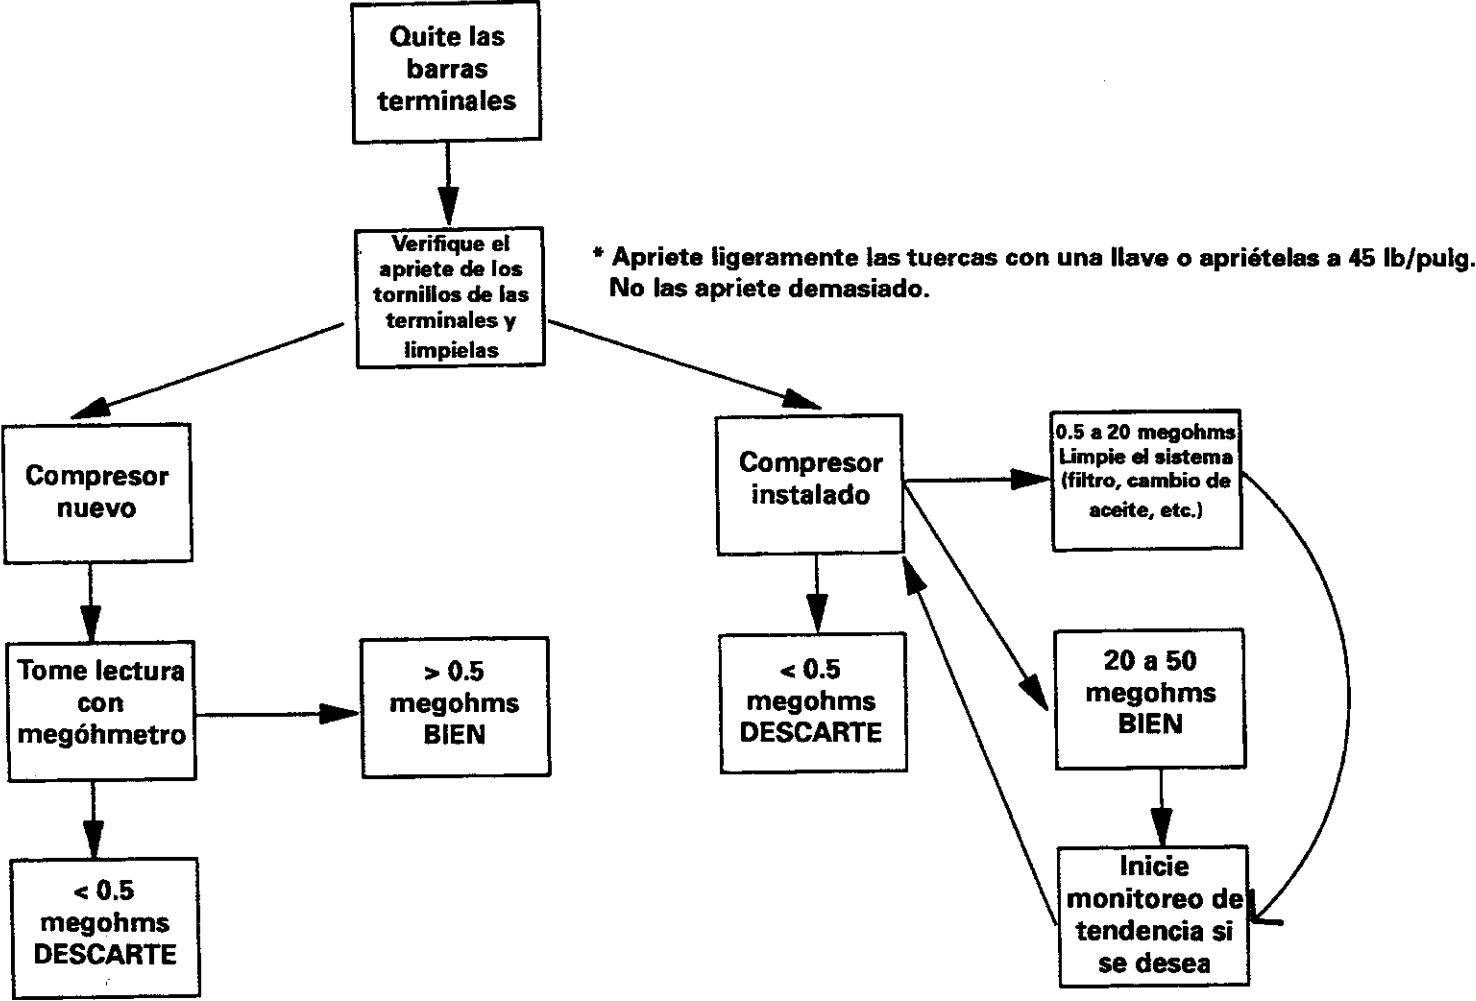 Quite las
barras
terminales
Verifique el
apriete de los
tornillos de las
terminales y
limpielas
* Apriete ligeramente las tuercas con una llave o apriételas a 45 lb/pulg.
No las apriete demasiado.
Compresor
nuevo
Compresor
instalado
0.5 a 20 megohms
Limpie el sistema
(filtro, cambio de
aceite, etc.)
Tome lectura
con
megóhmetro
> 0.5
megohms
BIEN
< 0.5
megohms
DESCARTE
20 a 50
megohms
BIEN
< 0.5
megohms
DESCARTE
Inicie
monitoreo de
tendencia si
se desea